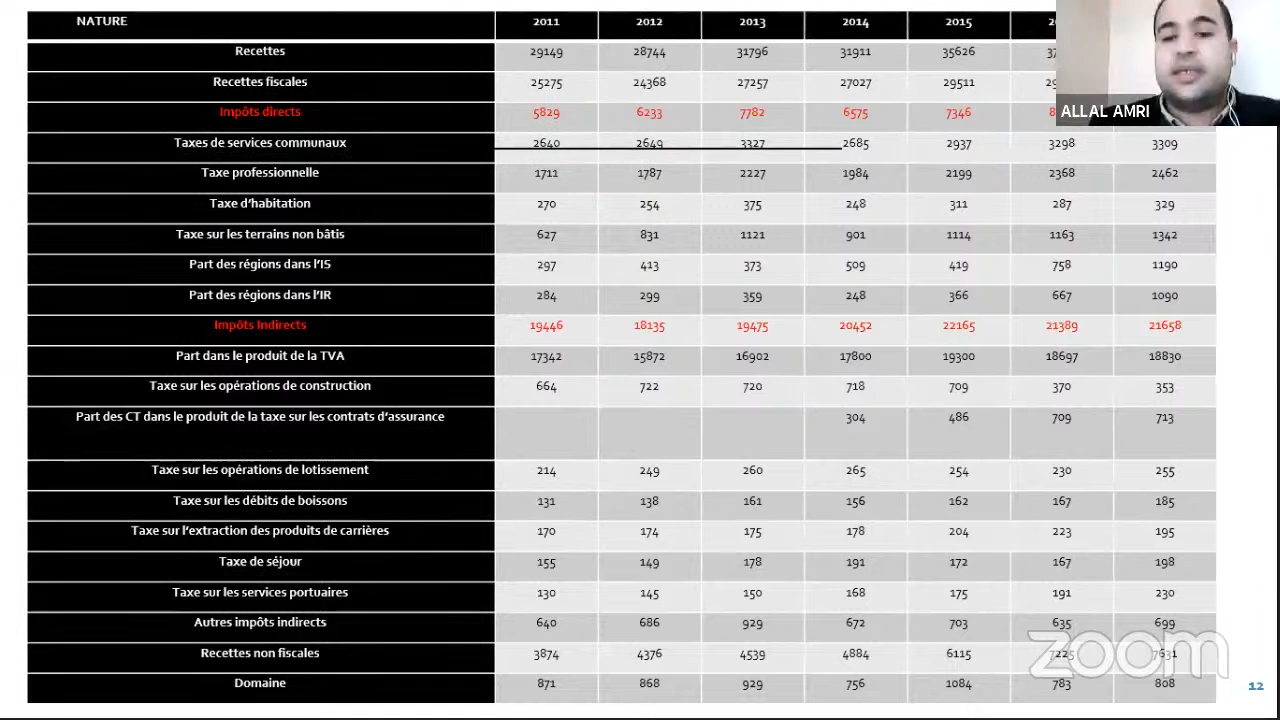 NATURE 2011 2012 2013 2014 2015
Recettes 29149 28744 31796 31911 35626
Recettes fiscales 25275 24368 27257 27027 29511
Impôts directs 5829 6233 7782 6575 7346
ALLAL AMRI
Taxes de services communaux 2640 2649 3327 2685 2937 3298 3309
Taxe professionnelle 1711 1787 2227 1984 2199 2368 2462
Taxe d'habitation 270 254 375 248 311 287 329
Taxe sur les terrains non bâtis 627 831 1121 901 1114 1163 1342
Part des régions dans l'IS 297 413 373 509 419 758 1190
Part des régions dans l'IR 284 299 359 248 366 667 1090
Impôts Indirects 19446 18135 19475 20452 22165 21389 21658
Part dans le produit de la TVA 17342 15872 16902 17800 19300 18697 18830
Taxe sur les opérations de construction 664 722 720 718 709 370 353
Part des CT dans le produit de la taxe sur les contrats d'assurance 304 486 709 713
Taxe sur les opérations de lotissement 214 249 260 265 254 230 255
Taxe sur les débits de boissons 131 138 161 156 162 167 185
Taxe sur l'extraction des produits de carrières 170 174 175 178 204 223 195
Taxe de séjour 155 149 178 191 172 167 198
Taxe sur les services portuaires 130 145 150 168 175 191 230
Autres impôts indirects 640 686 929 672 703 635 699
Recettes non fiscales 3874 4376 4539 4884 6115 7225 7631
zoom
Domaine 871 868 929 756 1084 783 808
12